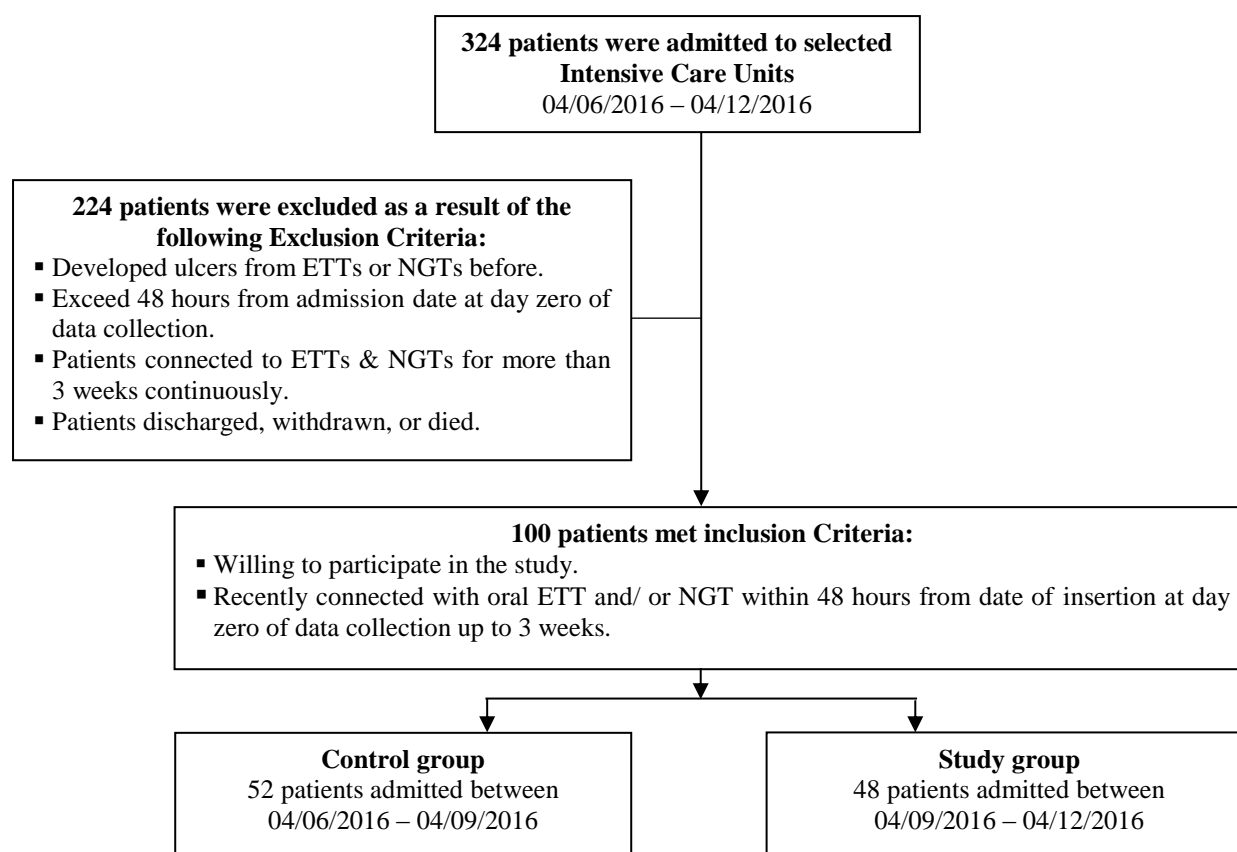 324 patients were admitted to selected
Intensive Care Units
04/06/2016 – 04/12/2016
224 patients were excluded as a result of the
following Exclusion Criteria:
▪ Developed ulcers from ETTs or NGTs before.
▪ Exceed 48 hours from admission date at day zero of
data collection.
▪ Patients connected to ETTs & NGTs for more than
3 weeks continuously.
▪ Patients discharged, withdrawn, or died.
100 patients met inclusion Criteria:
▪ Willing to participate in the study.
▪ Recently connected with oral ETT and/ or NGT within 48 hours from date of insertion at day
zero of data collection up to 3 weeks.
Control group
52 patients admitted between
04/06/2016 – 04/09/2016
Study group
48 patients admitted between
04/09/2016 – 04/12/2016